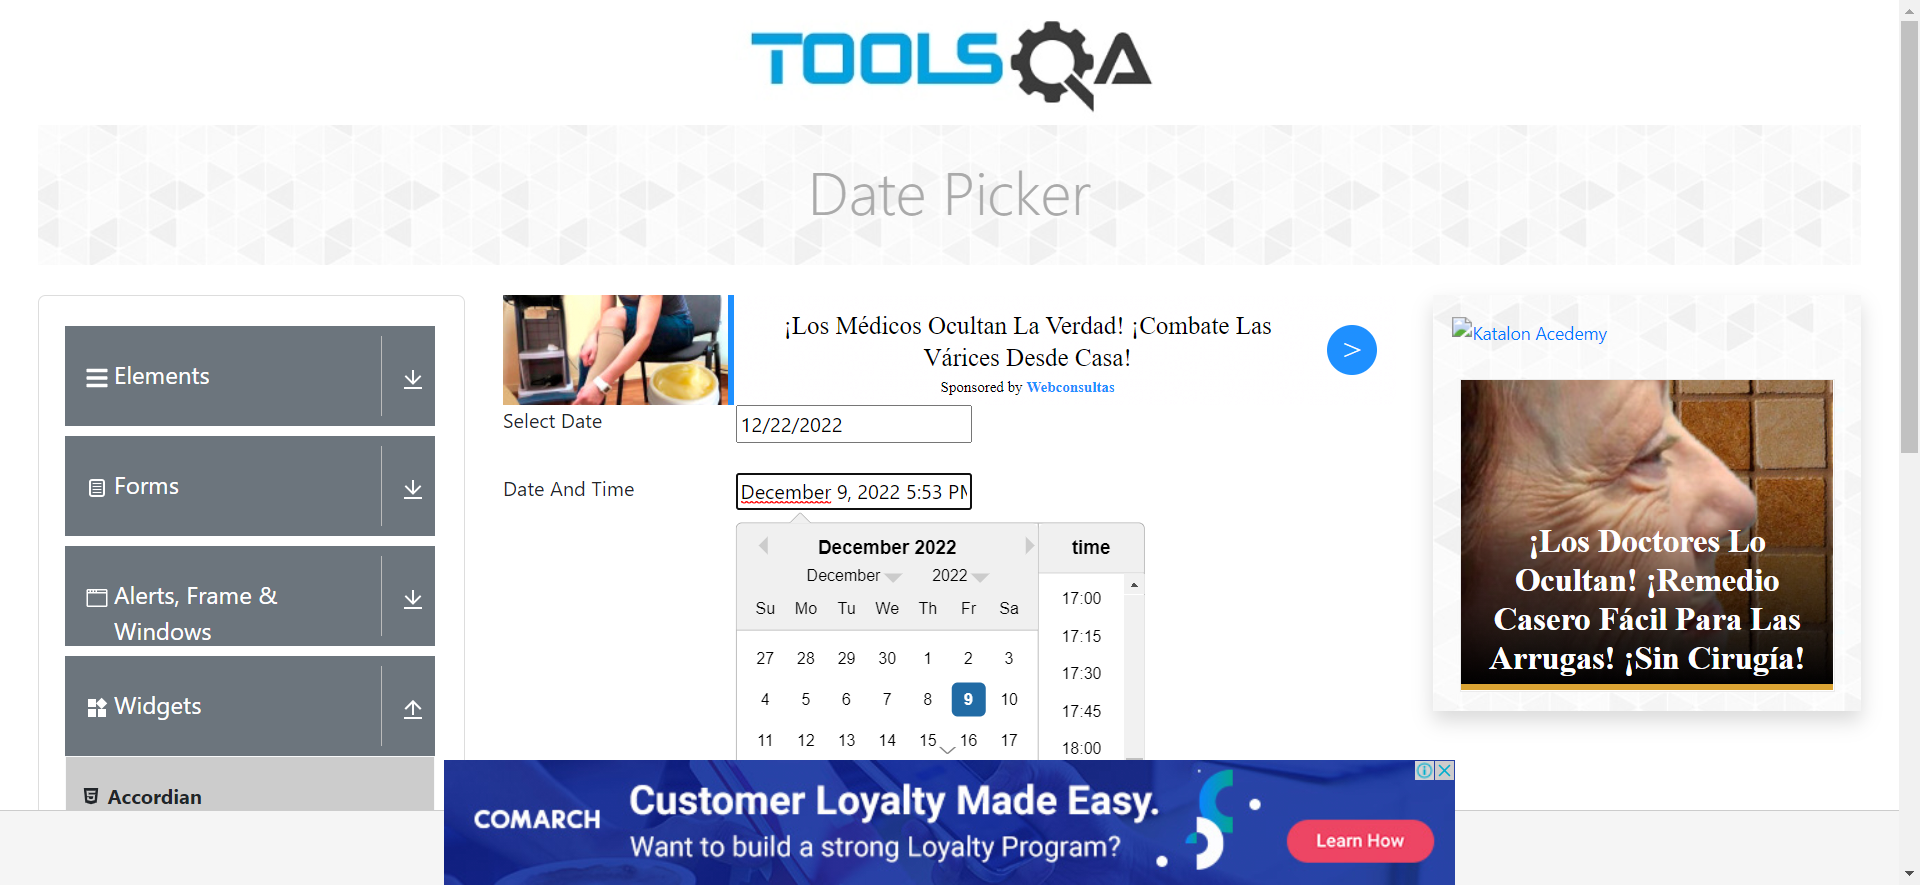 TOOLSQA
Date Picker
Elements
Forms
Alerts, Frame &
Windows
Widgets
Accordian
¡Los Médicos Ocultan La Verdad! ¡Combate Las
Várices Desde Casa!
Sponsored by Webconsultas
>
Select Date
12/22/2022
Date And Time
December 9, 2022 5:53 PM
December 2022
December 2022
Su Mo Tu We Th Fr Sa
27 28 29 30 1 2 3
4 5 6 7 8 9 10
11 12 13 14 15 16 17
time
17:00
17:15
17:30
17:45
18:00
Katalon Acedemy
¡Los Doctores Lo
Ocultan! ¡Remedio
Casero Fácil Para Las
Arrugas! ¡Sin Cirugía!
COMARCH
Customer Loyalty Made Easy.
Want to build a strong Loyalty Program?
Learn How